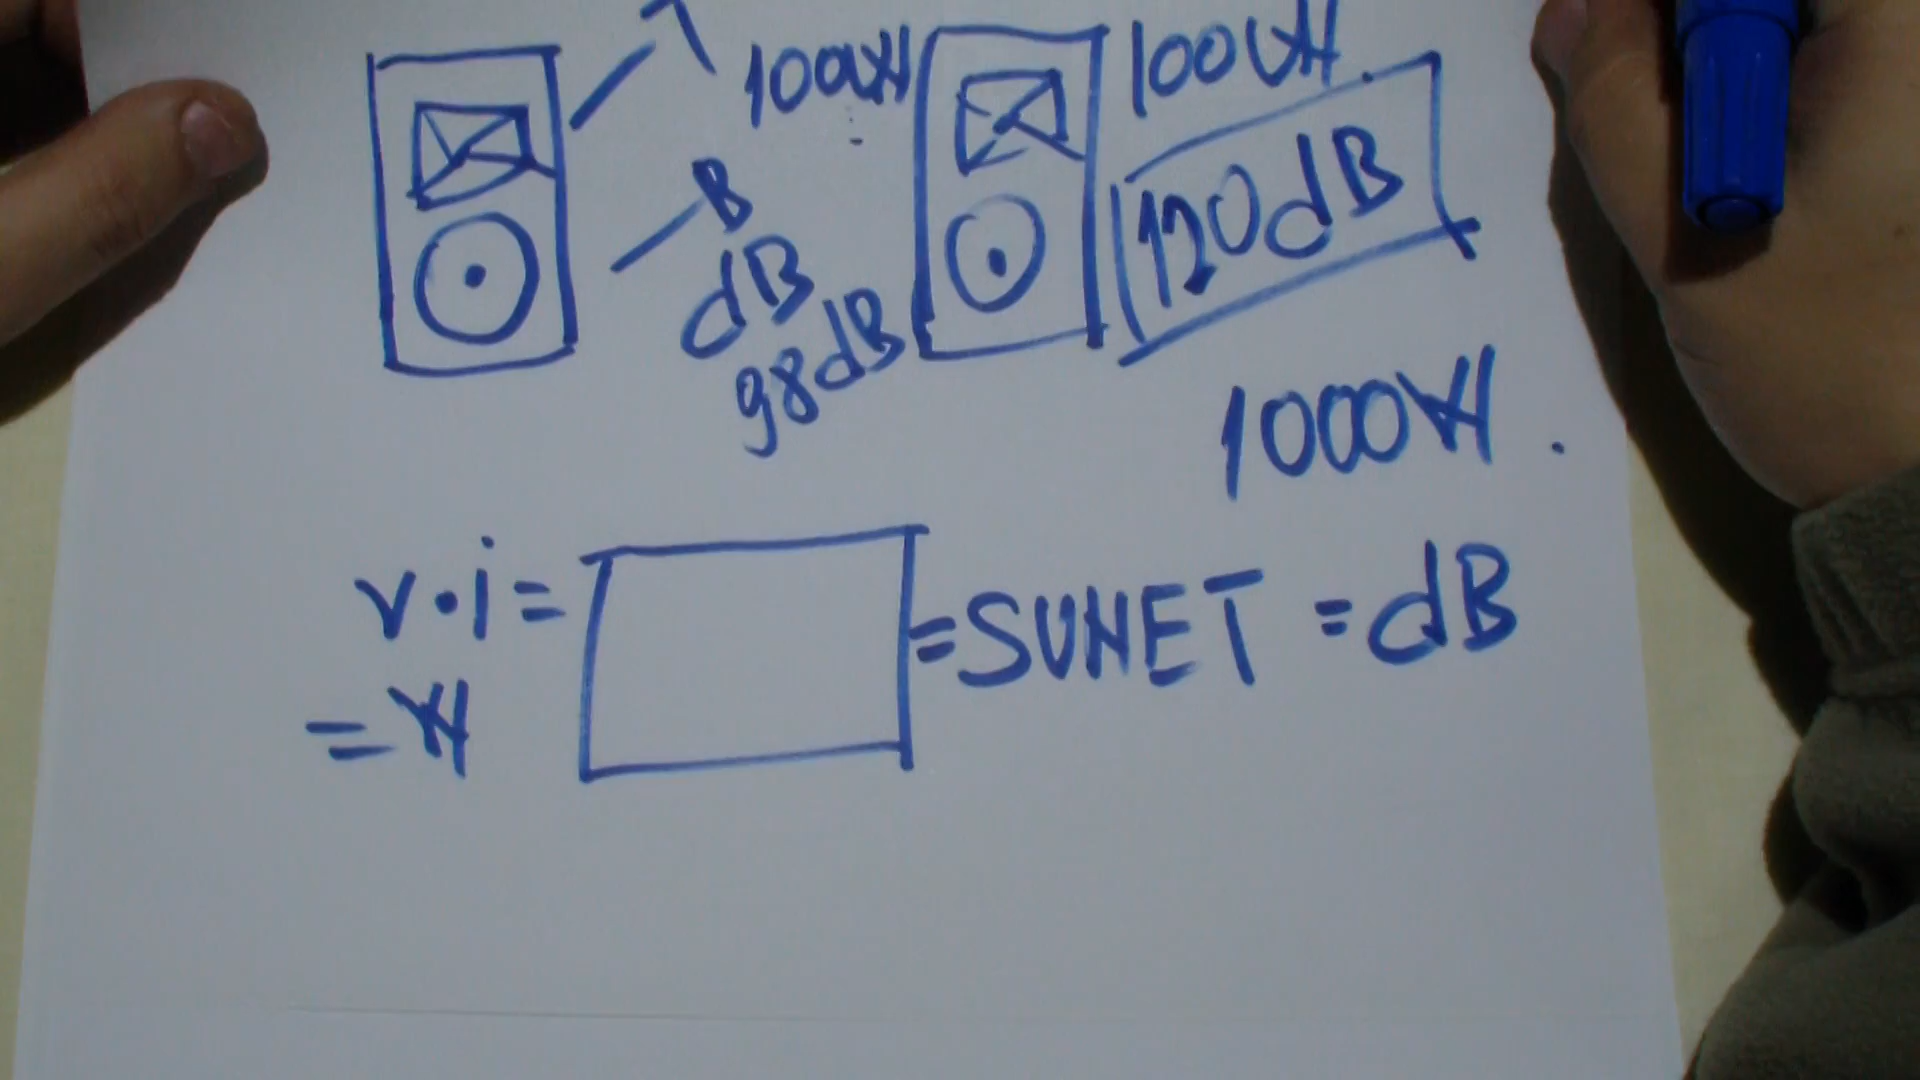 100W
100W
B
dB
98dB
120dB
1000W.
v·i=
=SUNET = dB
= W